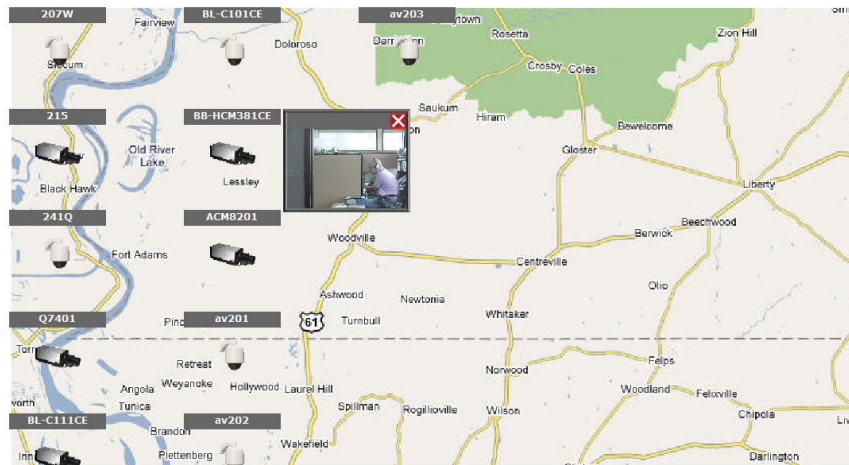 207W
BL-C101CE
av203
Fairview
Doloroso
Rosetta
Zion Hill
Slocum
Crosby
Coles
Saukum
Hiram
Bewelcome
215
BB-HCM381CE
Old River
Lake
Gloster
Black Hawk
Lessley
Liberty
241Q
ACM8201
Beechwood
Berwick
Woodville
Fort Adams
Centreville
Olio
Ashwood
Newtonia
Whitaker
Q7401
av201
61
Turnbull
Retreat
Felps
Norwood
Angola
Weyanoke
Hollywood
Laurel Hill
Woodland
Felixville
Tunica
Spillman
Rogillioville
Wilson
Chipola
BL-C111CE
av202
Brandon
Wakefield
Plettenberg
Darlington